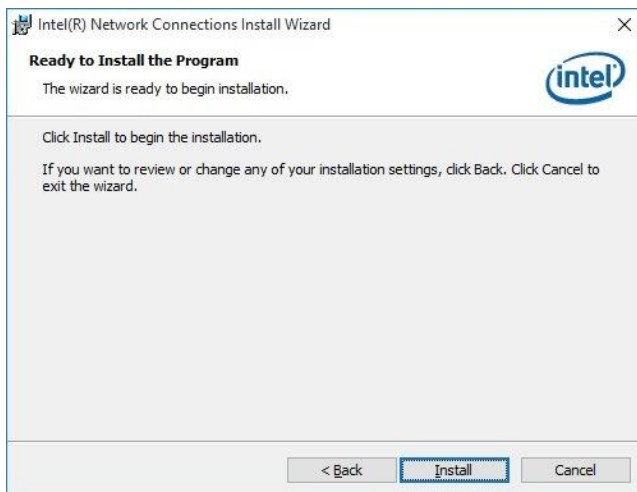 Intel(R) Network Connections Install Wizard
Ready to Install the Program
The wizard is ready to begin installation.
intel
Click Install to begin the installation.
If you want to review or change any of your installation settings, click Back. Click Cancel to
exit the wizard.
< Back
Install
Cancel